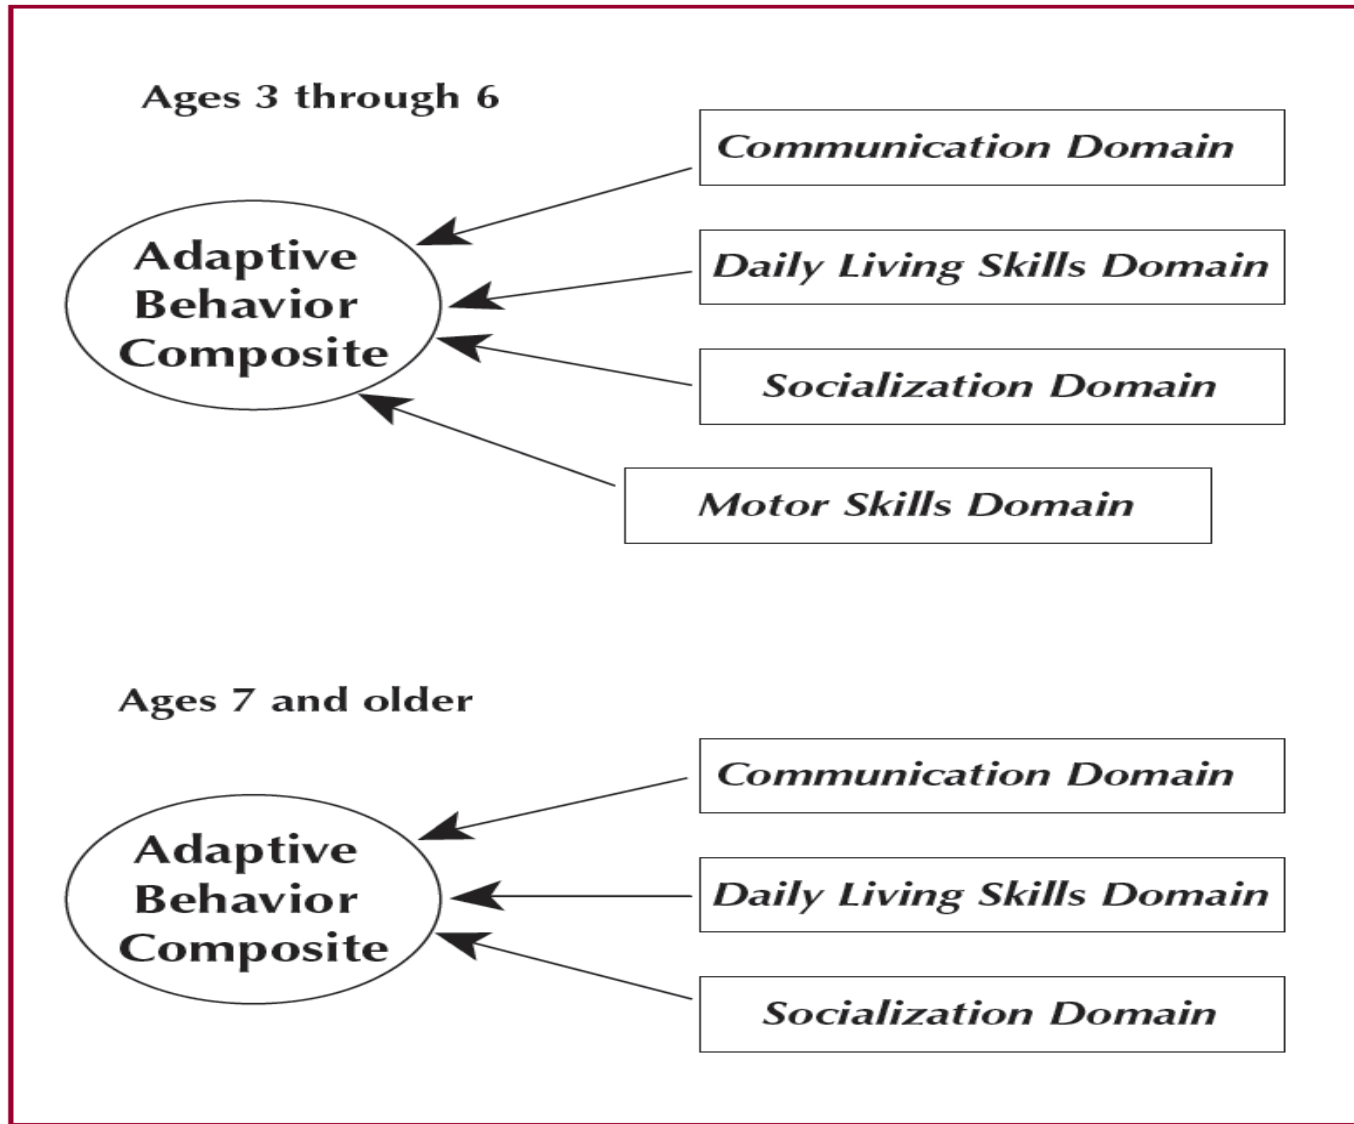 Ages 3 through 6
Communication Domain
Adaptive
Behavior
Composite
Daily Living Skills Domain
Socialization Domain
Motor Skills Domain
Ages 7 and older
Communication Domain
Adaptive
Behavior
Composite
Daily Living Skills Domain
Socialization Domain